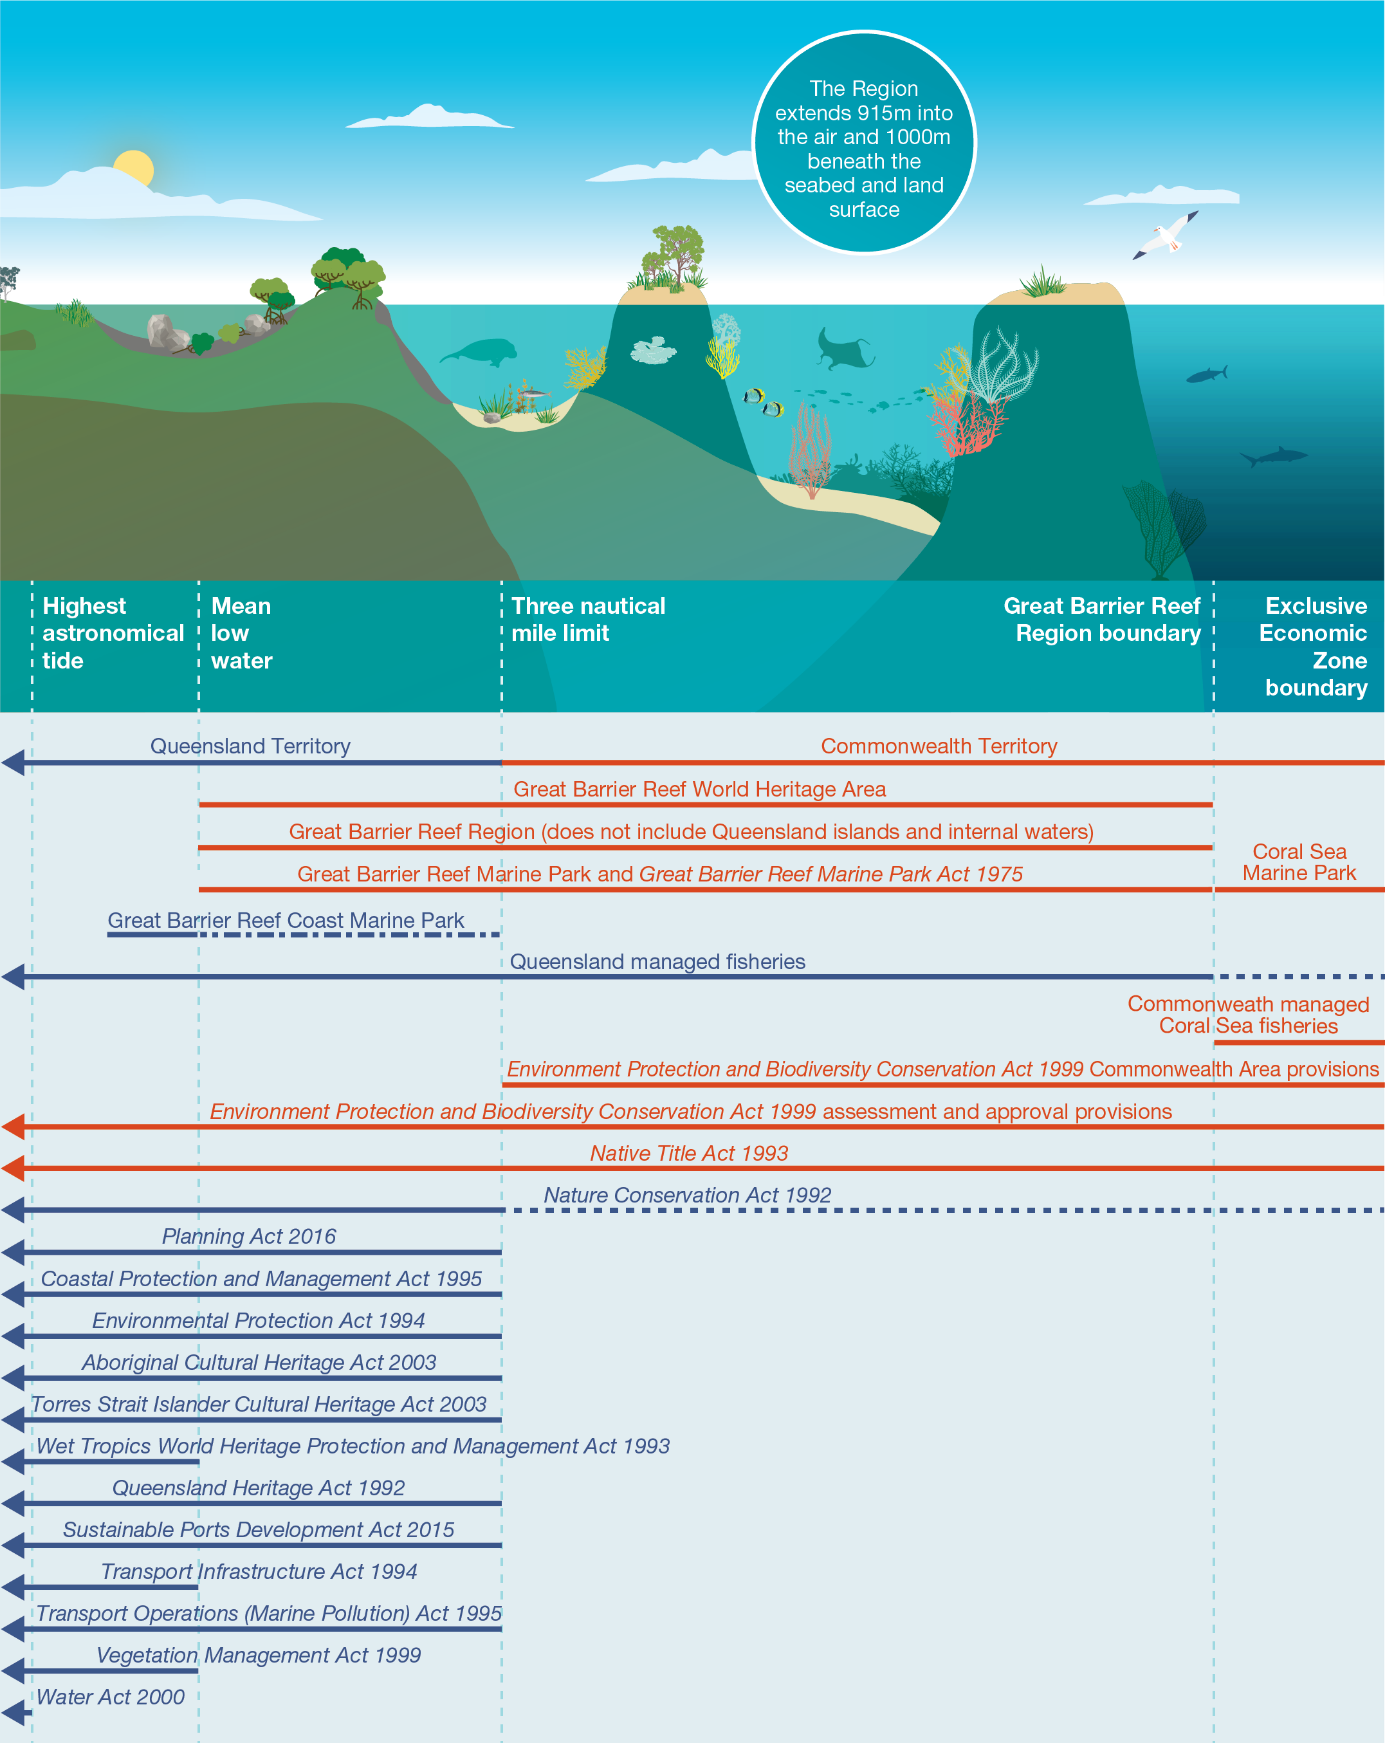 The Region
extends 915m into
the air and 1000m
beneath the
seabed and land
surface
Highest
astronomical
tide
Mean
low
water
Three nautical
mile limit
Great Barrier Reef
Region boundary
Exclusive
Economic
Zone
boundary
Queensland Territory
Commonwealth Territory
Great Barrier Reef World Heritage Area
Great Barrier Reef Region (does not include Queensland islands and internal waters)
Great Barrier Reef Marine Park and Great Barrier Reef Marine Park Act 1975
Coral Sea
Marine Park
Great Barrier Reef Coast Marine Park
Queensland managed fisheries
Commonweath managed
Coral Sea fisheries
Environment Protection and Biodiversity Conservation Act 1999 Commonwealth Area provisions
Environment Protection and Biodiversity Conservation Act 1999 assessment and approval provisions
Native Title Act 1993
Nature Conservation Act 1992
Planning Act 2016
Coastal Protection and Management Act 1995
Environmental Protection Act 1994
Aboriginal Cultural Heritage Act 2003
Torres Strait Islander Cultural Heritage Act 2003
Wet Tropics World Heritage Protection and Management Act 1993
Queensland Heritage Act 1992
Sustainable Ports Development Act 2015
Transport Infrastructure Act 1994
Transport Operations (Marine Pollution) Act 1995
Vegetation Management Act 1999
Water Act 2000